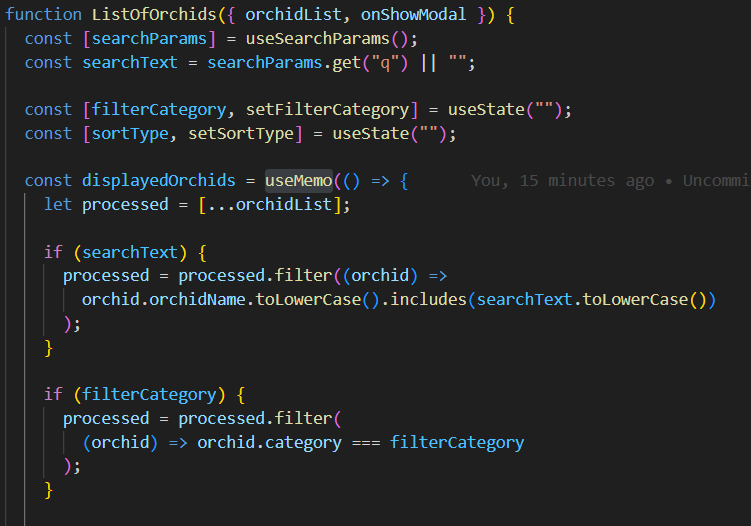 function ListOfOrchids({ orchidList, onShowModal }) {
const [searchParams] = useSearchParams();
const searchText = searchParams.get("q") || "";
const [filterCategory, setFilterCategory] = useState("");
const [sortType, setSortType] = useState("");
const displayedOrchids = useMemo(() => { You, 15 minutes ago • Uncommi
let processed = [...orchidList];
if (searchText) {
processed = processed.filter((orchid) =>
orchid.orchidName.toLowerCase().includes(searchText.toLowerCase())
);
}
if (filterCategory) {
processed = processed.filter(
(orchid) => orchid.category === filterCategory
);
}